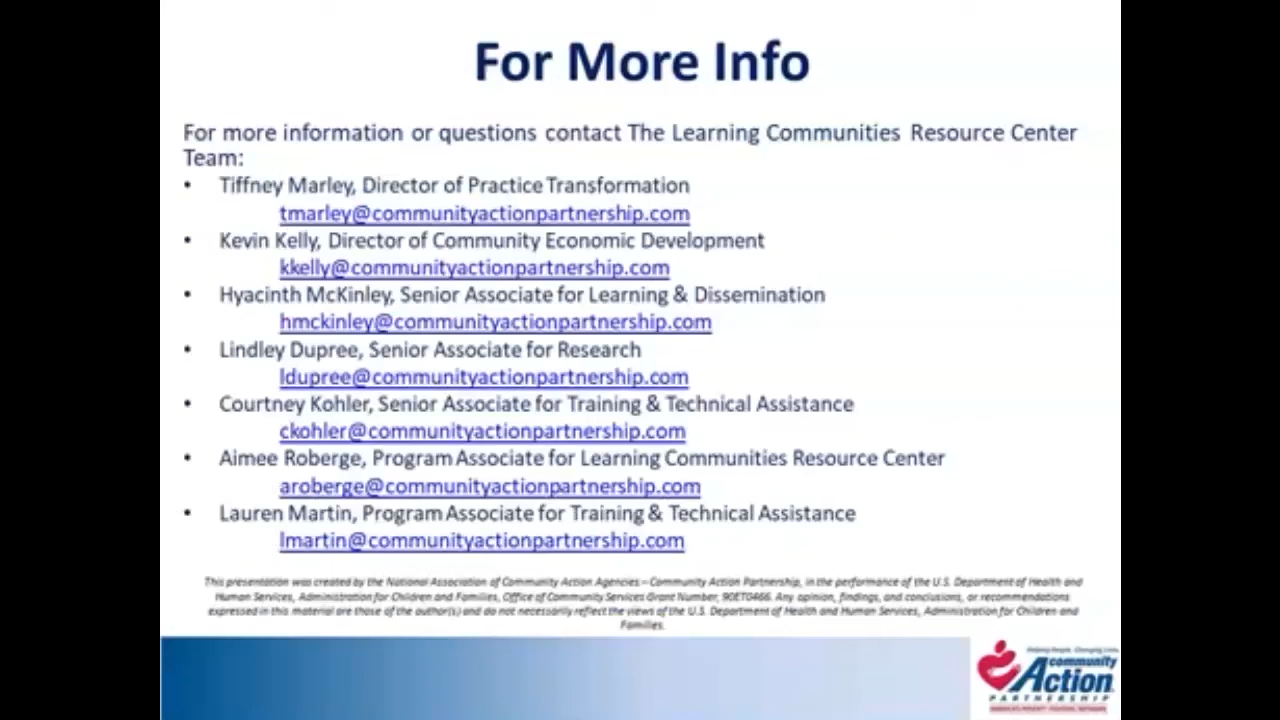 For More Info
For more information or questions contact The Learning Communities Resource Center
Team:
• Tiffney Marley, Director of Practice Transformation
tmarley@communityactionpartnership.com
• Kevin Kelly, Director of Community Economic Development
kkelly@communityactionpartnership.com
• Hyacinth McKinley, Senior Associate for Learning & Dissemination
hmckinley@communityactionpartnership.com
• Lindley Dupree, Senior Associate for Research
ldupree@communityactionpartnership.com
• Courtney Kohler, Senior Associate for Training & Technical Assistance
ckohler@communityactionpartnership.com
• Aimee Roberge, Program Associate for Learning Communities Resource Center
aroberge@communityactionpartnership.com
• Lauren Martin, Program Associate for Training & Technical Assistance
lmartin@communityactionpartnership.com
This presentation was created by the National Association of Community Action Agencies – Community Action Partnership, in the performance of the U.S. Department of Health and
Human Services, Administration for Children and Families, Office of Community Services Grant Number, 90ET0466. Any opinion, findings, and conclusions, or recommendations
expressed in this material are those of the author(s) and do not necessarily reflect the views of the U.S. Department of Health and Human Services, Administration for Children and
Families.
Helping People. Changing Lives.
community
Action
PARTNERSHIP